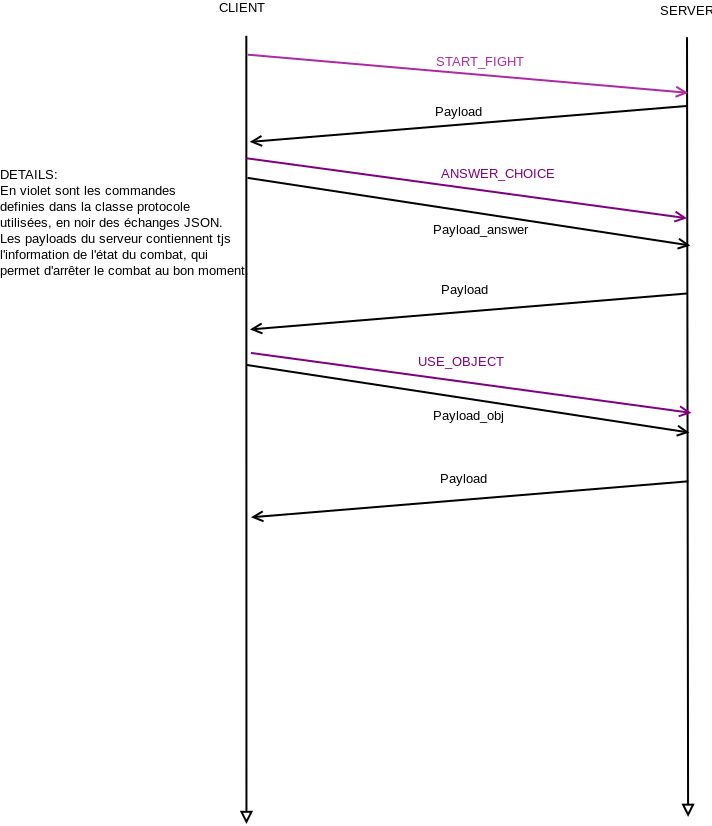 CLIENT
SERVER
START_FIGHT
Payload
DETAILS:
En violet sont les commandes
definies dans la classe protocole
utilisées, en noir des échanges JSON.
Les payloads du serveur contiennent tjs
l'information de l'état du combat, qui
permet d'arrêter le combat au bon moment.
ANSWER_CHOICE
Payload_answer
Payload
USE_OBJECT
Payload_obj
Payload